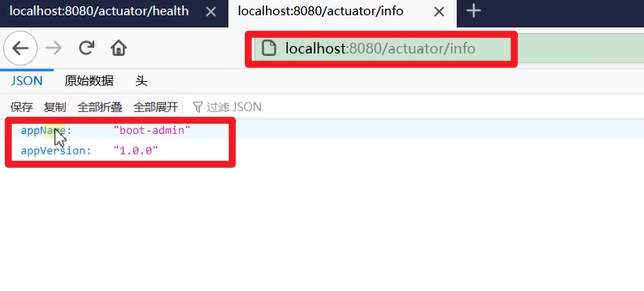 localhost:8080/actuator/health
localhost:8080/actuator/info
localhost:8080/actuator/info
JSON 原始数据 头
保存 复制 全部折叠 全部展开 过滤 JSON
appName: "boot-admin"
appVersion: "1.0.0"